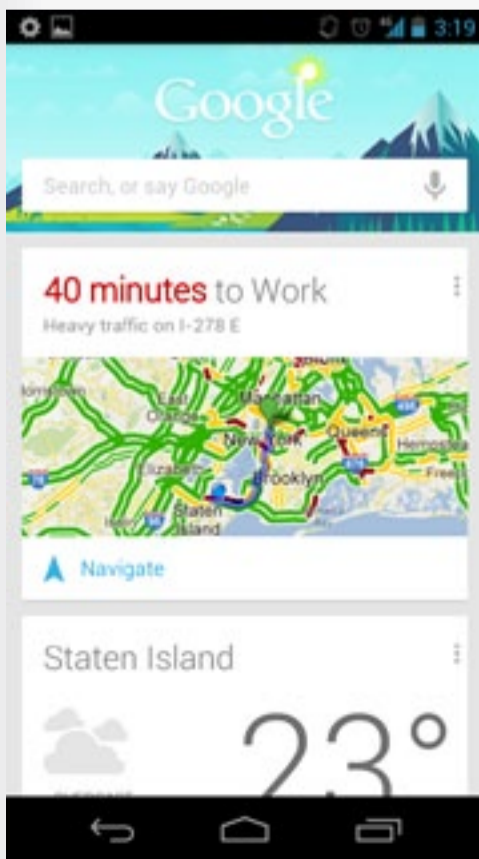 3:19
Google
Search, or say Google
40 minutes to Work
Heavy traffic on I-278 E
East
Orange
Manhattan
New York
Queens
Hempstea
Elizabeth
Brooklyn
Staten
Island
Navigate
Staten Island
23°